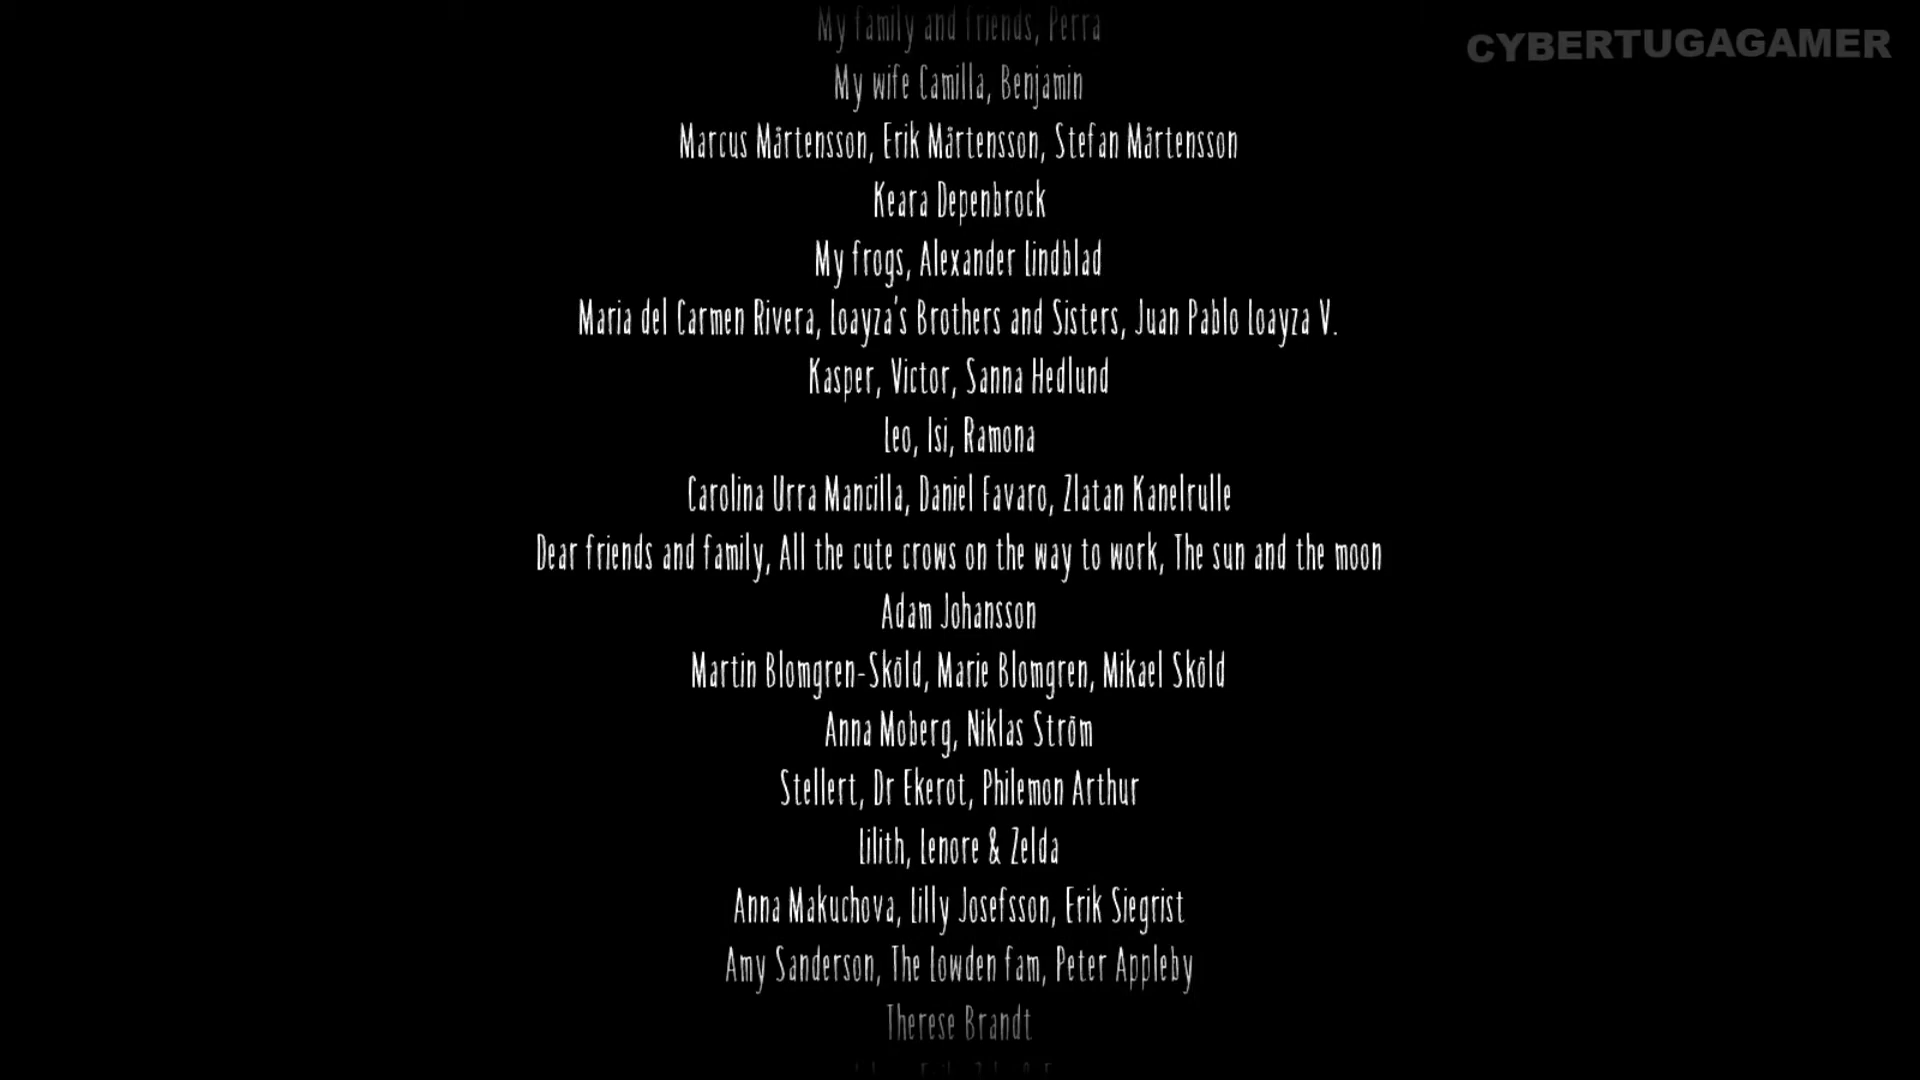 My family and friends, Perra
CYBERTUGAGAMER
My wife Camilla, Benjamin
Marcus Mårtensson, Erik Mårtensson, Stefan Mårtensson
Keara Depenbrock
My frogs, Alexander Lindblad
Maria del Carmen Rivera, Loayza's Brothers and Sisters, Juan Pablo Loayza V.
Kasper, Victor, Sanna Hedlund
Leo, Isi, Ramona
Carolina Urra Mancilla, Daniel Favaro, Zlatan Kanelrulle
Dear friends and family, All the cute crows on the way to work, The sun and the moon
Adam Johansson
Martin Blomgren-Sköld, Marie Blomgren, Mikael Sköld
Anna Moberg, Niklas Ström
Stellert, Dr Ekerot, Philemon Arthur
Lilith, Lenore & Zelda
Anna Makuchova, Lilly Josefsson, Erik Siegrist
Amy Sanderson, The Lowden fam, Peter Appleby
Therese Brandt